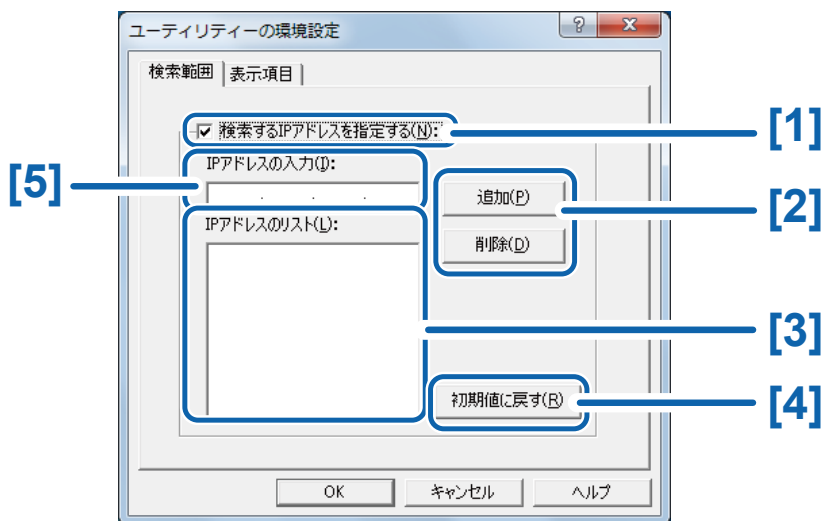 ユーティリティーの環境設定
検索範囲 表示項目
検索するIPアドレスを指定する(N):
[1]
IPアドレスの入力(I):
[5]
追加(P)
[2]
IPアドレスのリスト(L):
削除(D)
[3]
初期値に戻す(R)
[4]
OK キャンセル ヘルプ